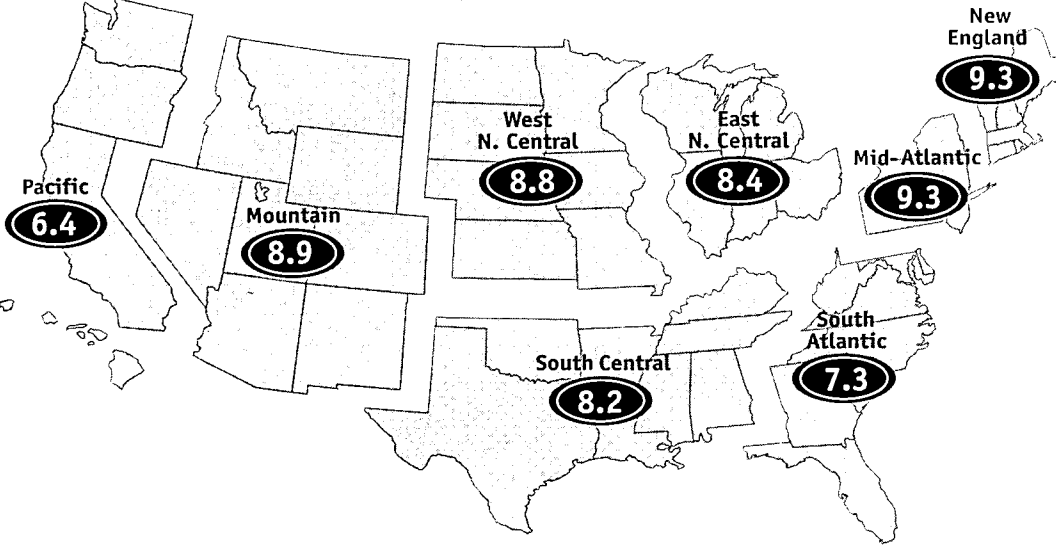 New
England
9.3
West
N. Central
8.8
East
N. Central
8.4
Mid-Atlantic
9.3
Pacific
6.4
Mountain
8.9
South
Atlantic
7.3
South Central
8.2